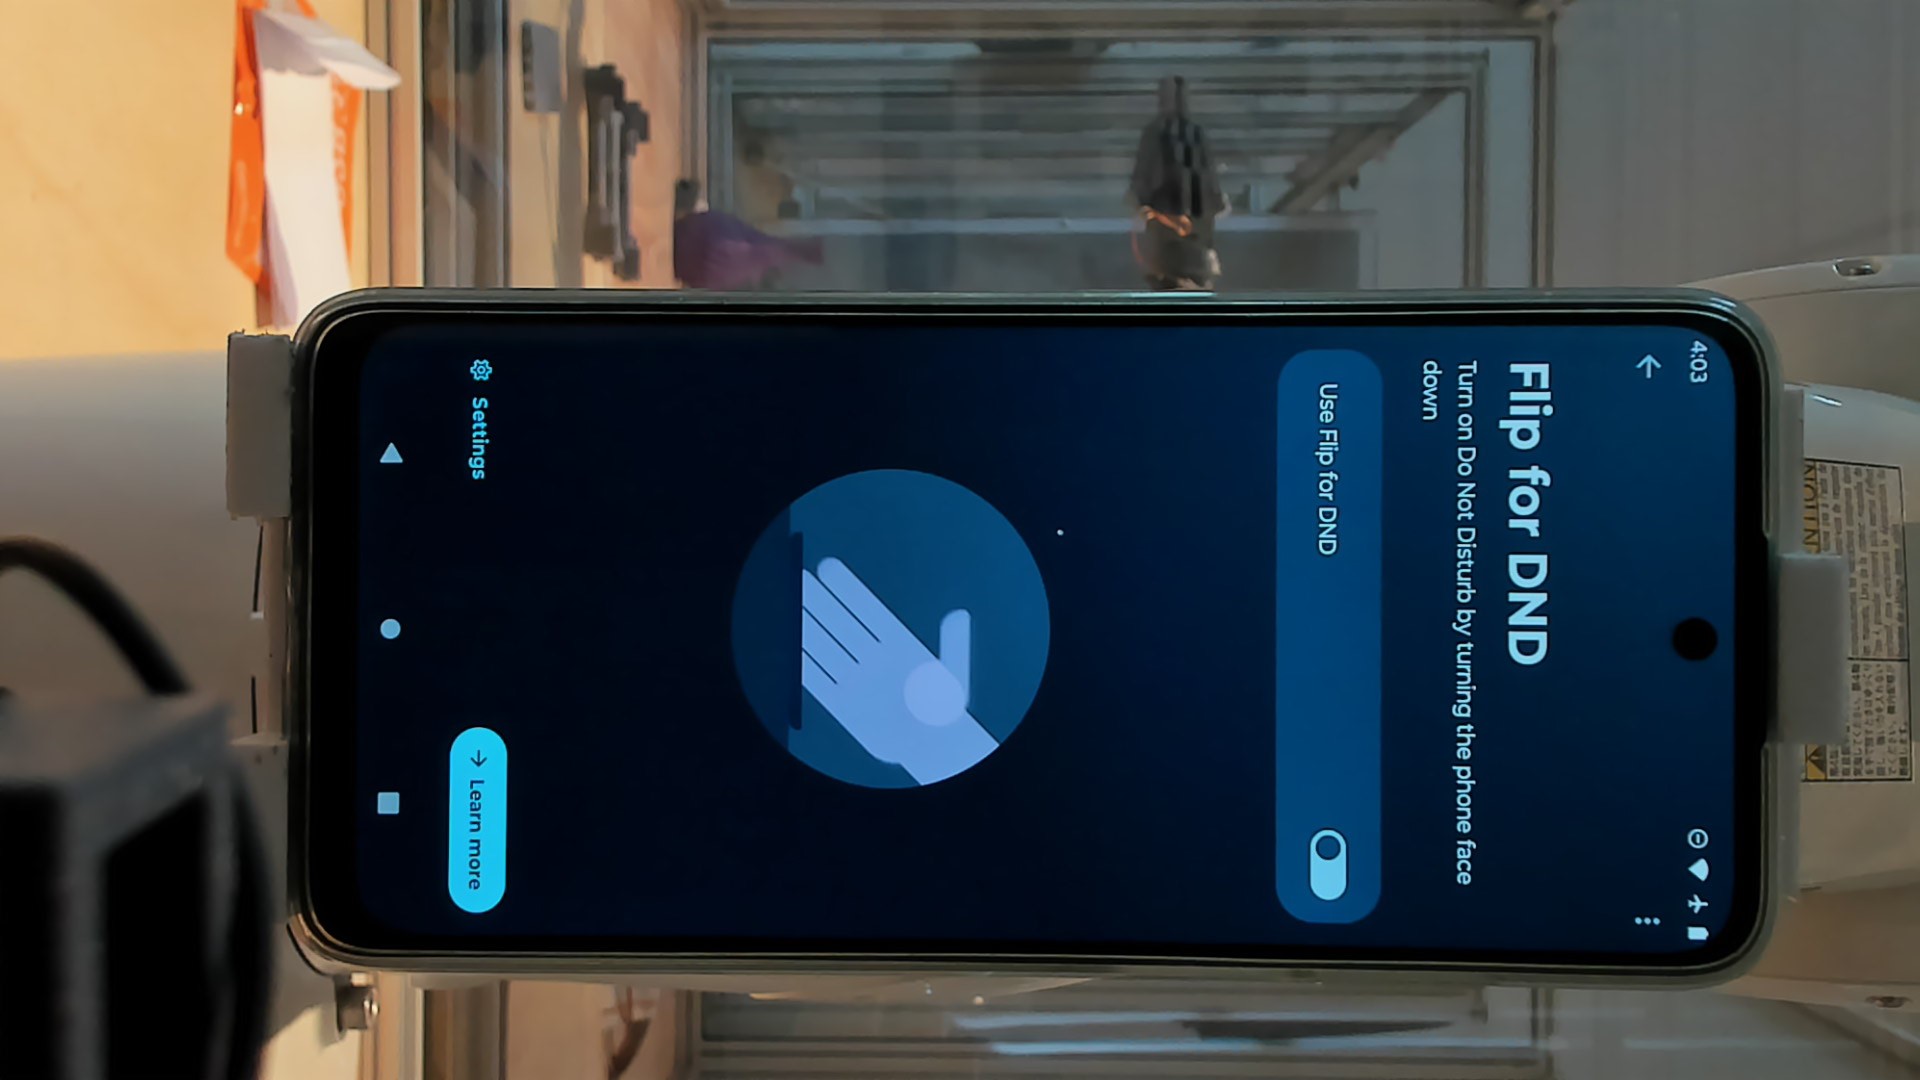 4:03
Flip for DND
Turn on Do Not Disturb by turning the phone face
down
Use Flip for DND
Settings
Learn more